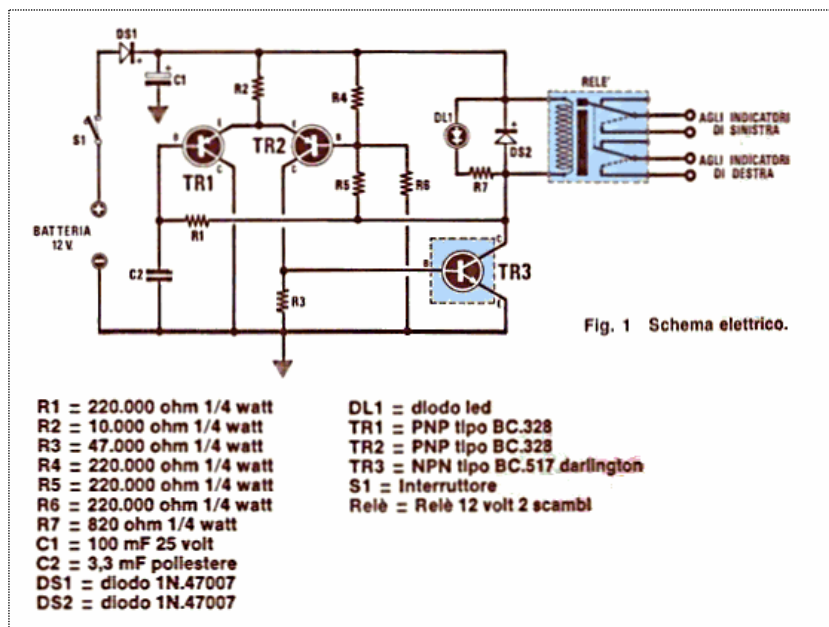 DS1
C1
R2
R4
RELE'
DL1
DS2
AGLI INDICATORI
DI SINISTRA
AGLI INDICATORI
DI DESTRA
S1
B
E
C
TR1
E
C
B
TR2
R5
R6
R7
BATTERIA
12 V.
R1
C2
R3
B
C
E
TR3
Fig. 1 Schema elettrico.
R1 = 220.000 ohm 1/4 watt
R2 = 10.000 ohm 1/4 watt
R3 = 47.000 ohm 1/4 watt
R4 = 220.000 ohm 1/4 watt
R5 = 220.000 ohm 1/4 watt
R6 = 220.000 ohm 1/4 watt
R7 = 820 ohm 1/4 watt
C1 = 100 mF 25 volt
C2 = 3,3 mF poliestere
DS1 = diodo 1N.47007
DS2 = diodo 1N.47007
DL1 = diodo led
TR1 = PNP tipo BC.328
TR2 = PNP tipo BC.328
TR3 = NPN tipo BC.517 darlington
S1 = Interruttore
Relè = Relè 12 volt 2 scambi